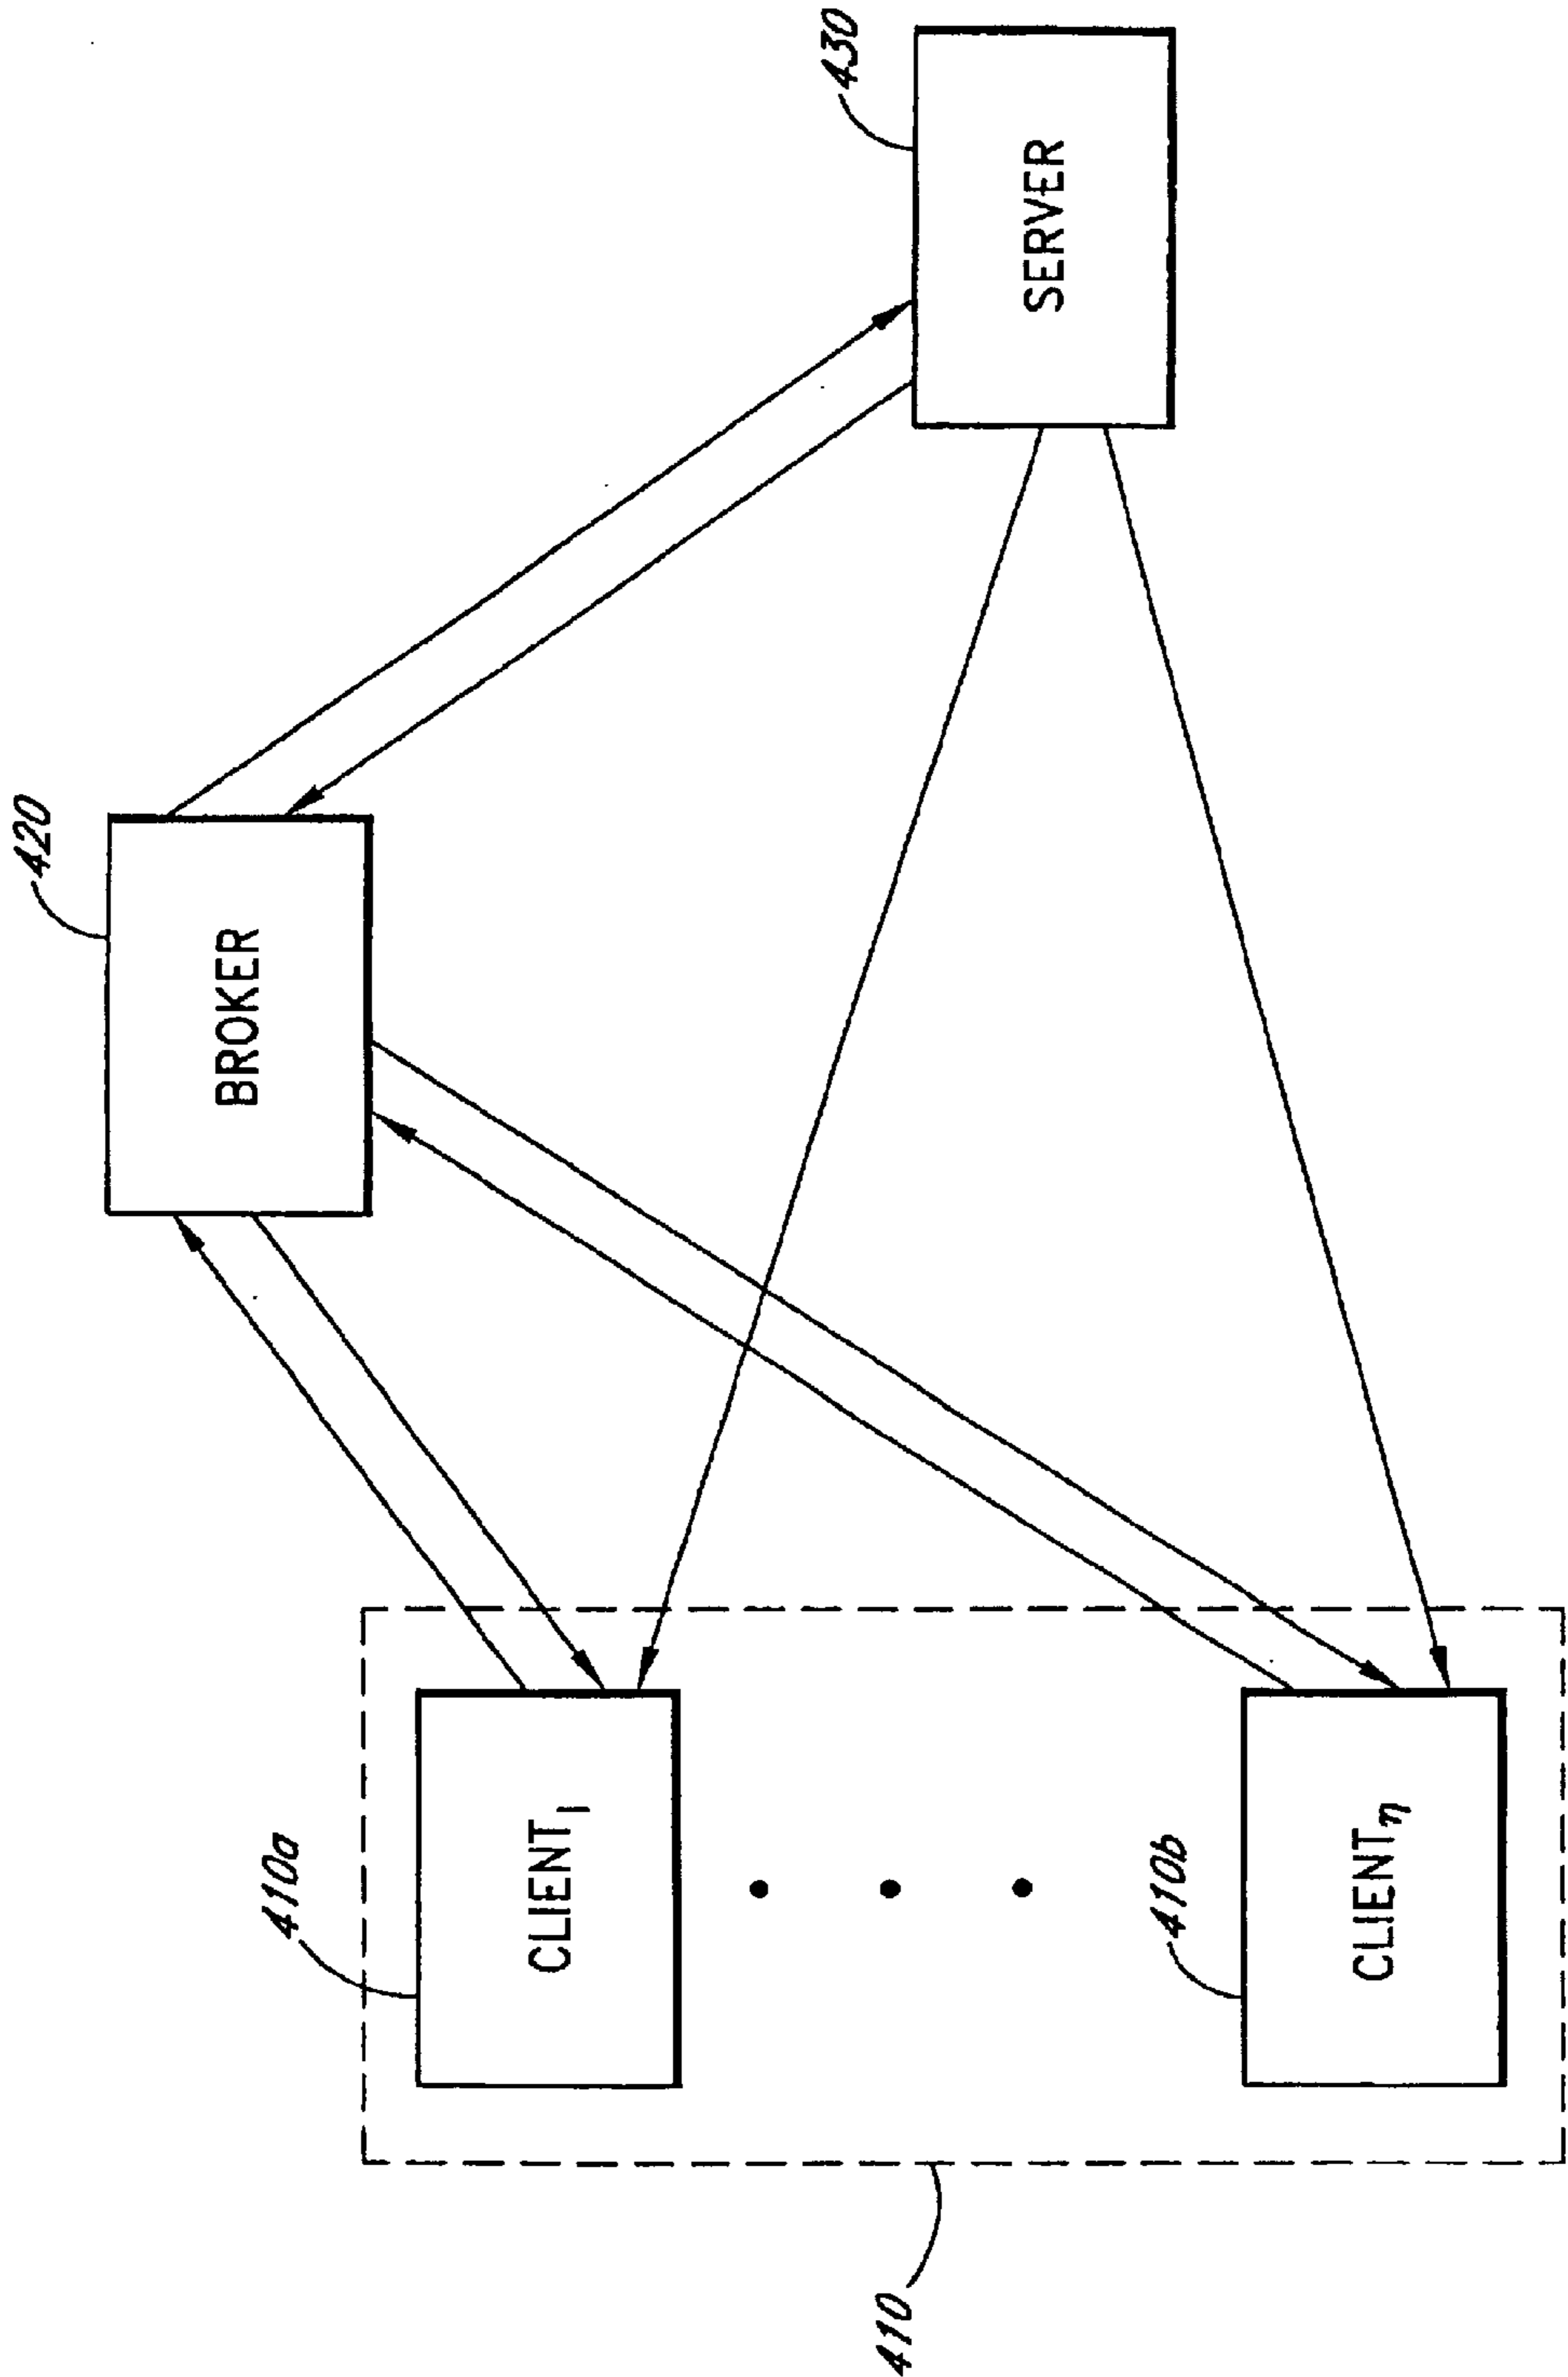 420
BROKER
430
SERVER
410a
CLIENT1
410b
CLIENTn
410